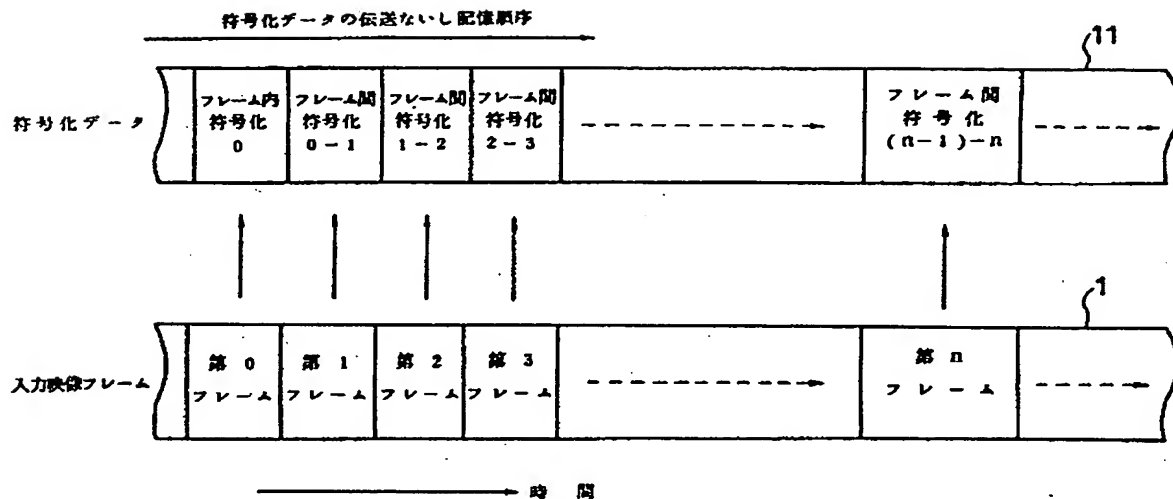 符号化データの伝送ないし記憶順序
11
符号化データ
フレーム内
符号化
0
フレーム間
符号化
0-1
フレーム間
符号化
1-2
フレーム間
符号化
2-3
フレーム間
符号化
(n-1)-n
1
入力映像フレーム
第 0
フレーム
第 1
フレーム
第 2
フレーム
第 3
フレーム
第 n
フレーム
時 間